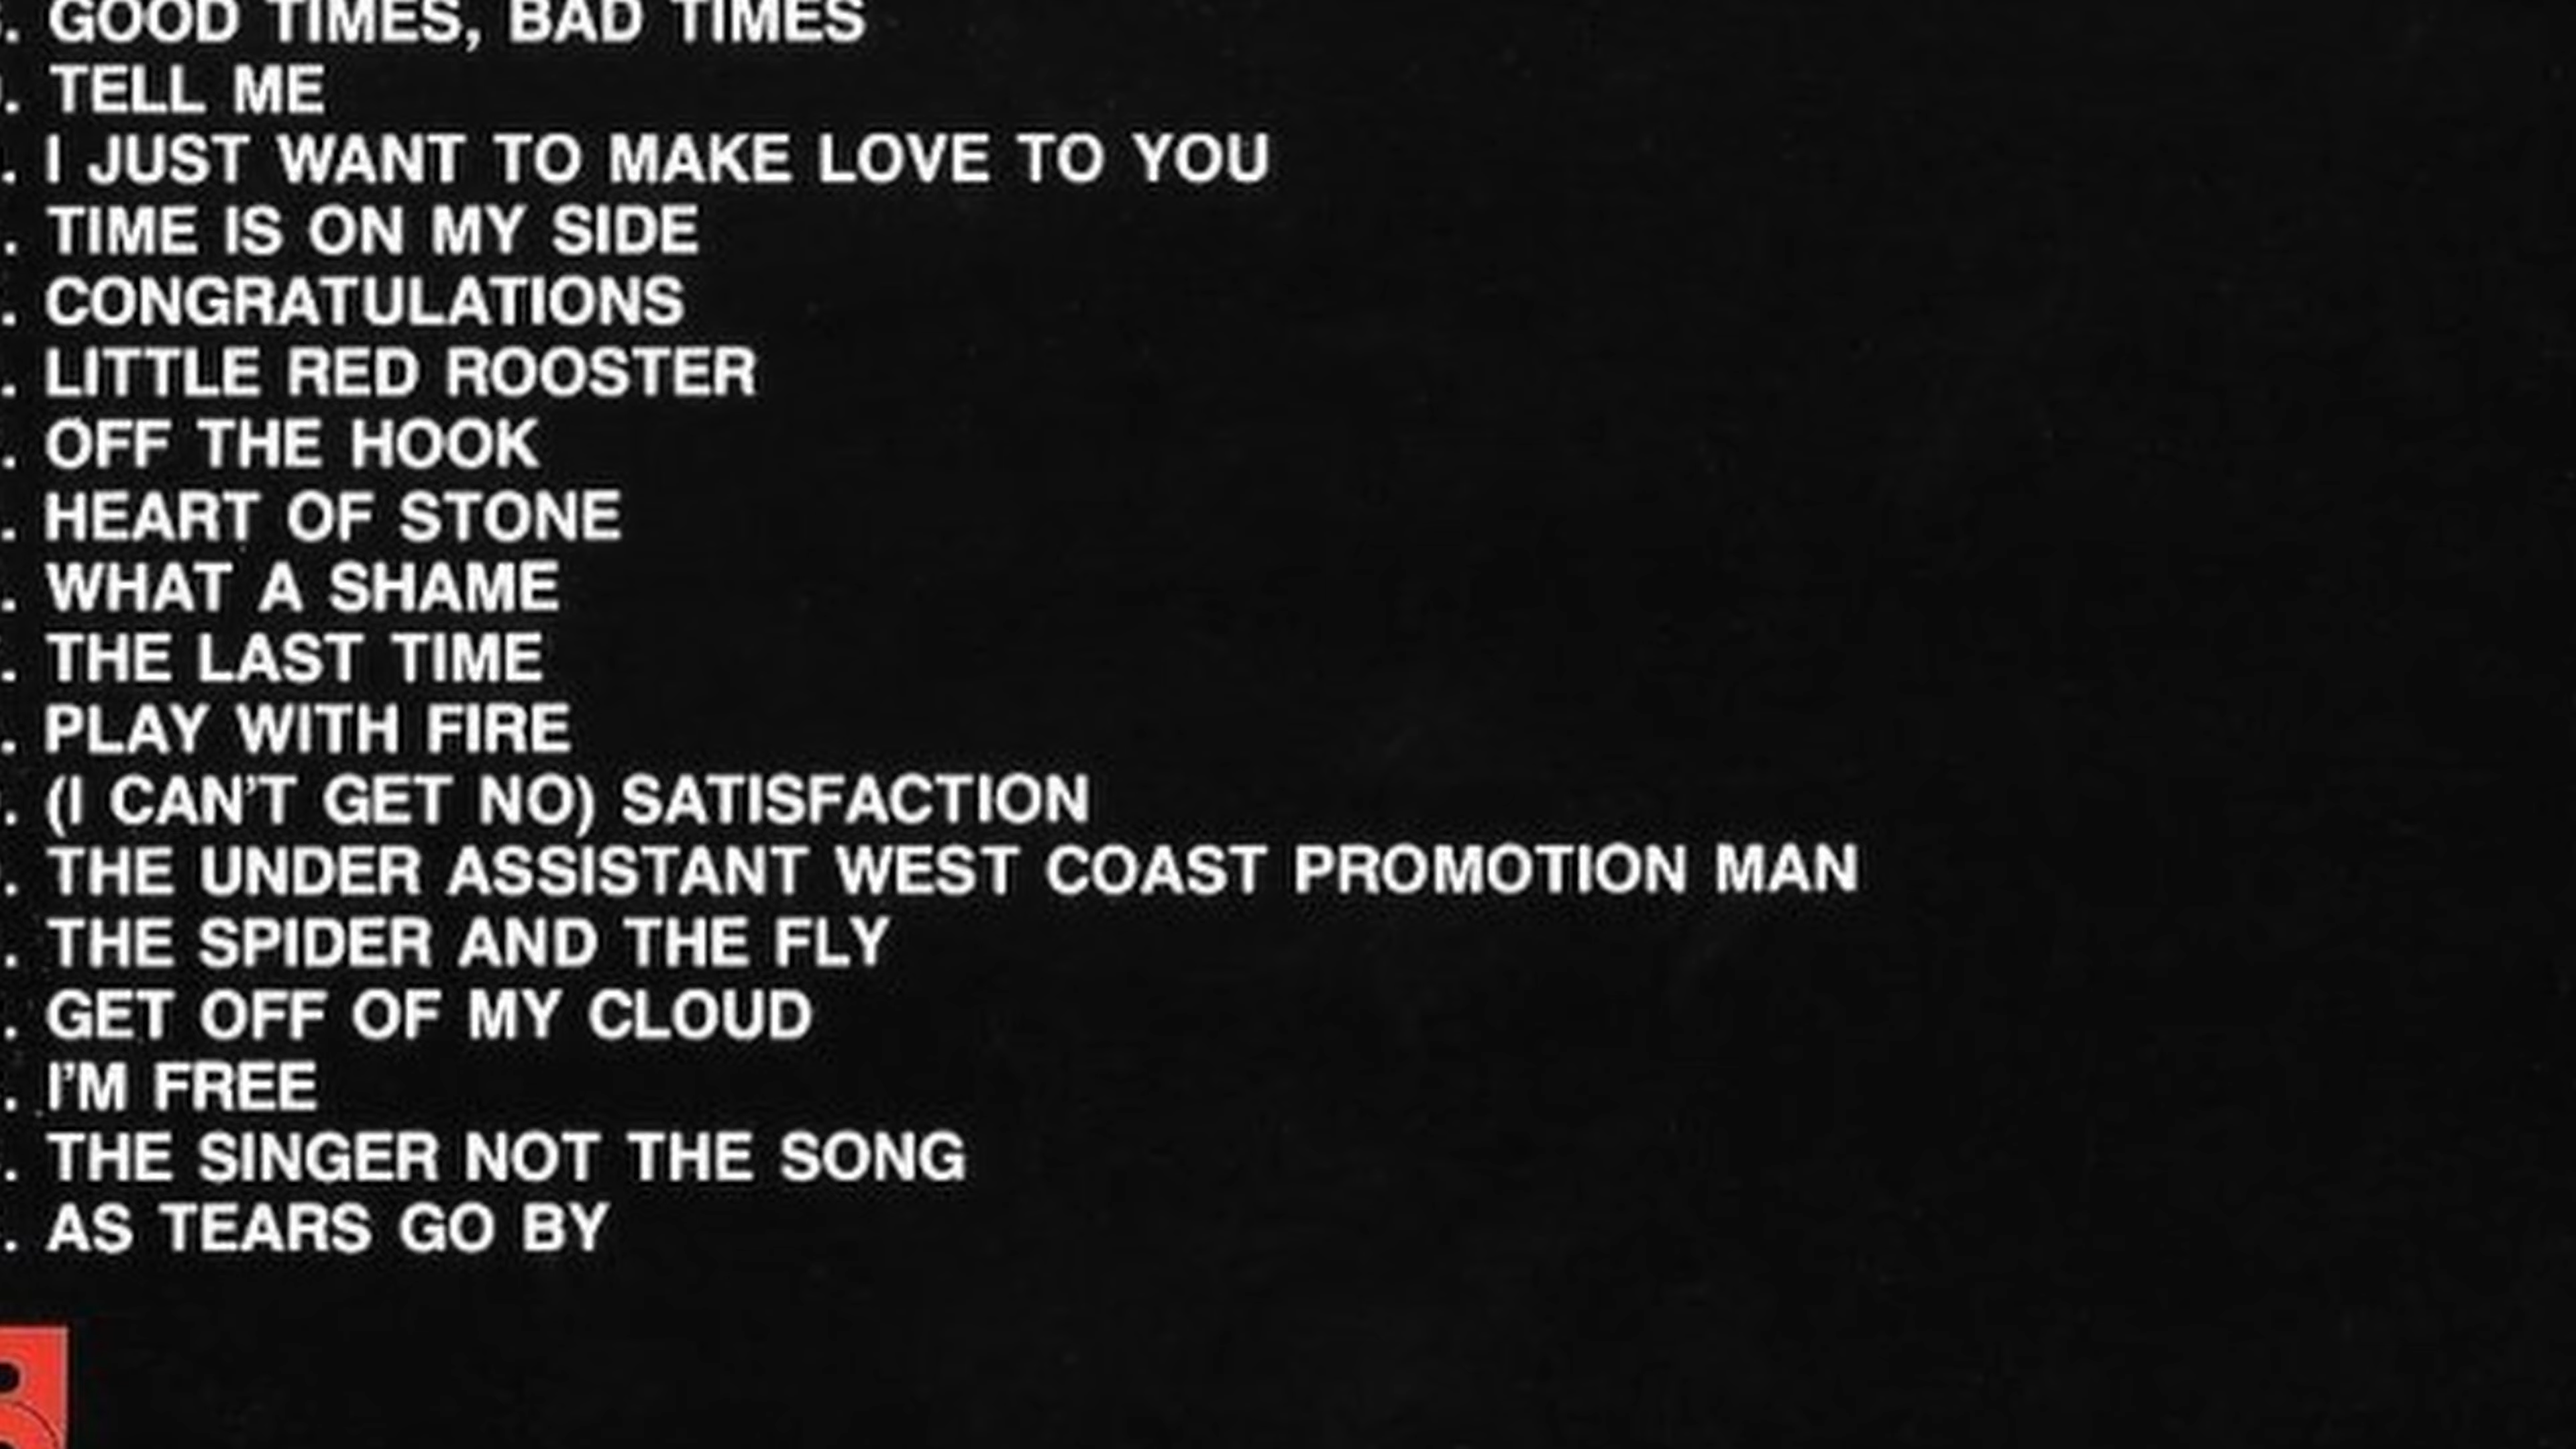 . GOOD TIMES, BAD TIMES
. TELL ME
. I JUST WANT TO MAKE LOVE TO YOU
. TIME IS ON MY SIDE
. CONGRATULATIONS
. LITTLE RED ROOSTER
. OFF THE HOOK
. HEART OF STONE
. WHAT A SHAME
. THE LAST TIME
. PLAY WITH FIRE
. (I CAN'T GET NO) SATISFACTION
. THE UNDER ASSISTANT WEST COAST PROMOTION MAN
. THE SPIDER AND THE FLY
. GET OFF OF MY CLOUD
. I'M FREE
. THE SINGER NOT THE SONG
. AS TEARS GO BY